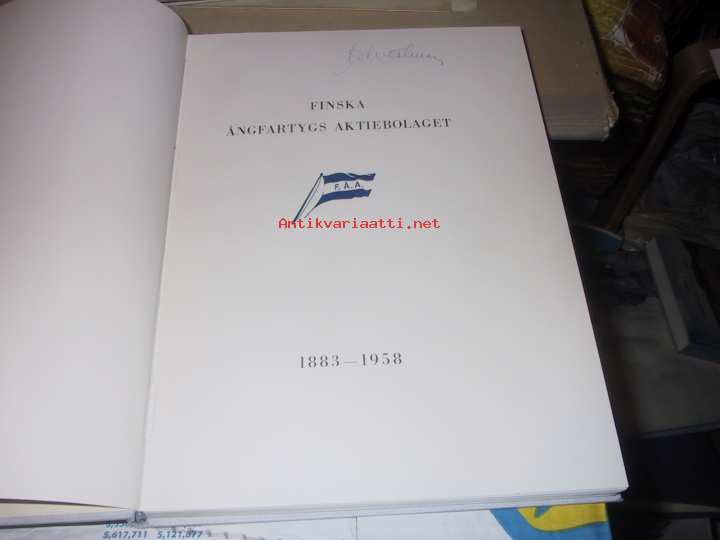 FINSKA
ÅNGFARTYGS AKTIEBOLAGET
F.Å.A.
Antikvariaatti.net
1883—1958
5,617,711 5,121,877